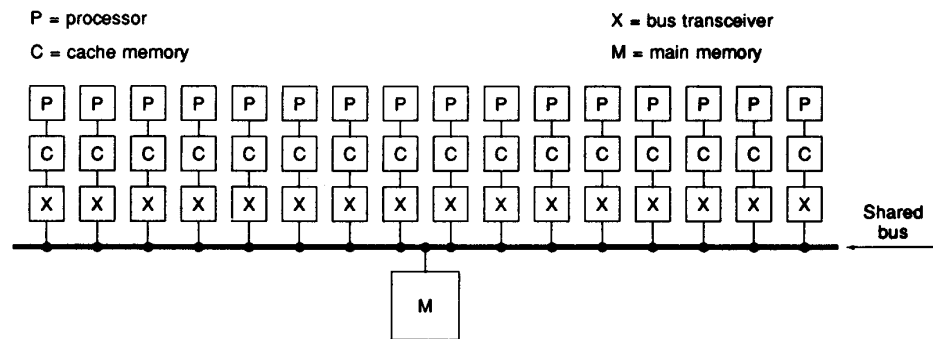 P = processor
X = bus transceiver
C = cache memory
M = main memory
P P P P P P P P P P P P P P P P
C C C C C C C C C C C C C C C C
X X X X X X X X X X X X X X X X
Shared
bus
M